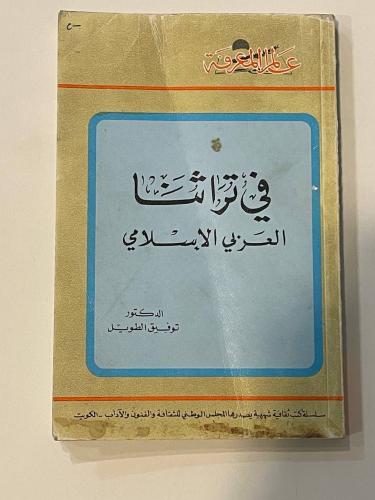 عالم المعرفة
في تراثنا
العربي الإسلامي
الدكتور
توفيق الطويل
سلسلة كتب ثقافية شهرية يصدرها المجلس الوطني للثقافة والفنون والآداب - الكويت